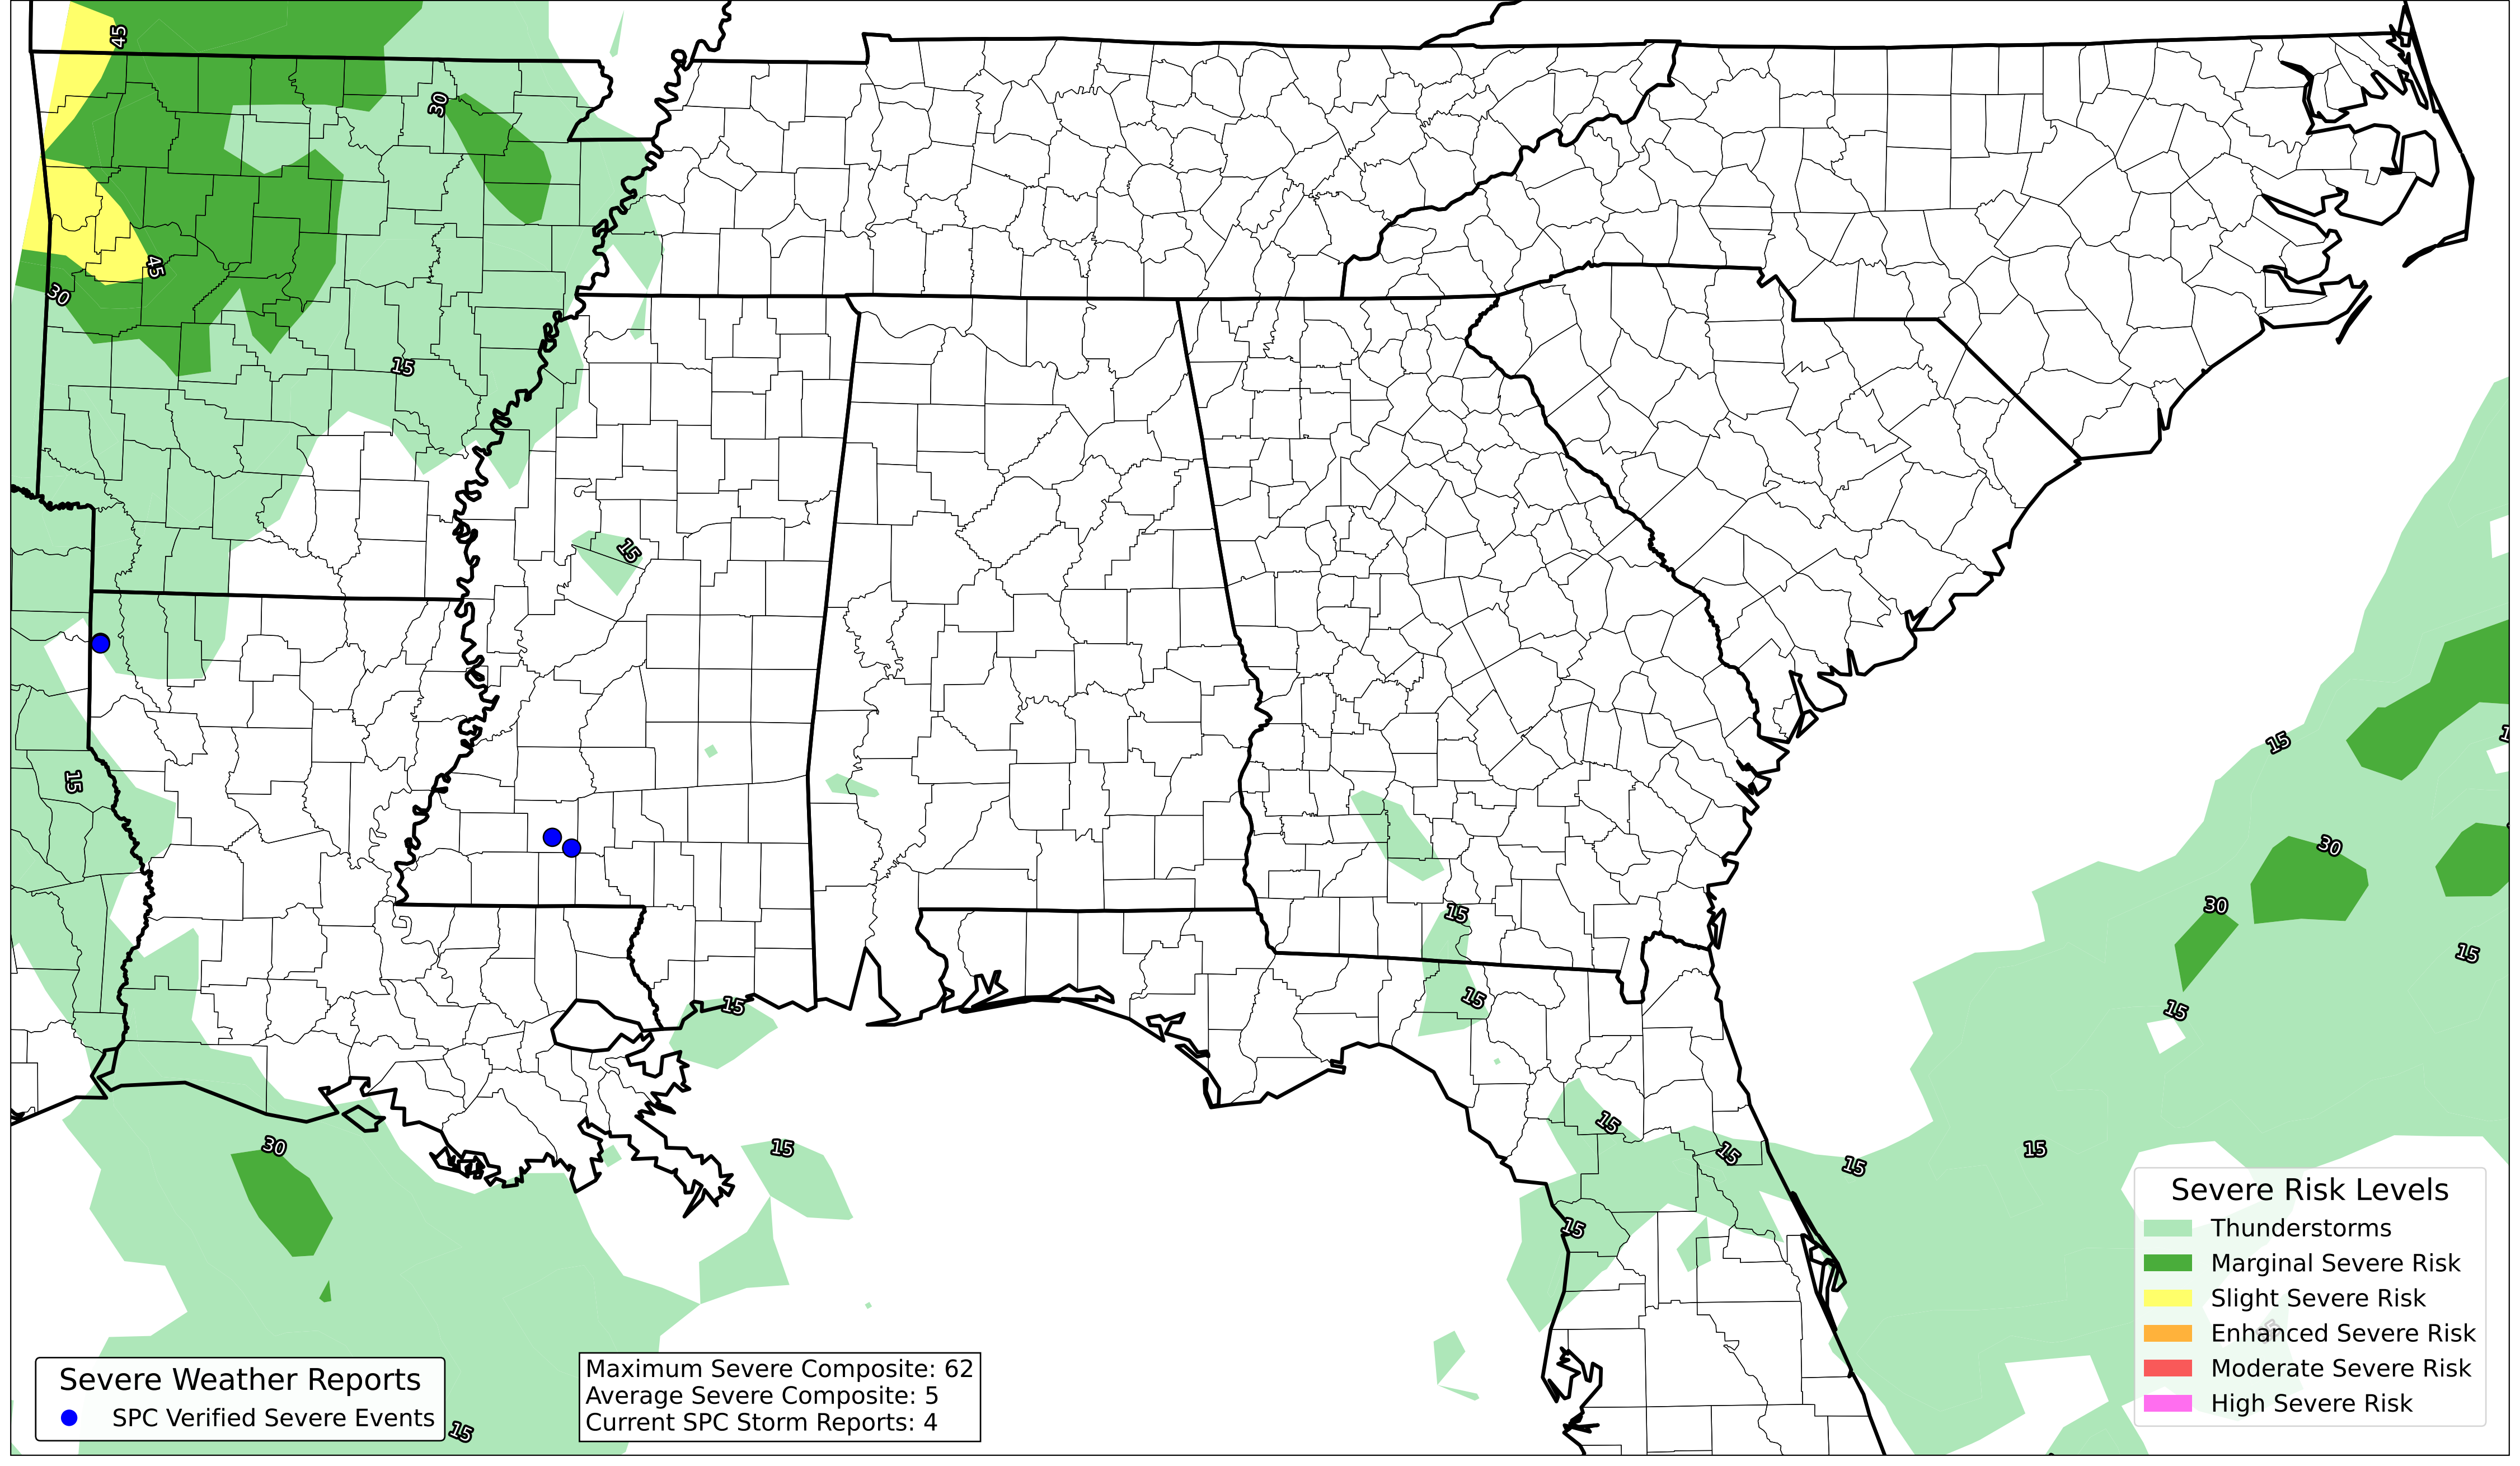 45
30
45
30
15
15
15
15
30
30
15
15
15
15
15
30
15
15
15
15
15
15
15
Severe Risk Levels
Thunderstorms
Marginal Severe Risk
Slight Severe Risk
Enhanced Severe Risk
Moderate Severe Risk
High Severe Risk
Severe Weather Reports
SPC Verified Severe Events
Maximum Severe Composite: 62
Average Severe Composite: 5
Current SPC Storm Reports: 4
15